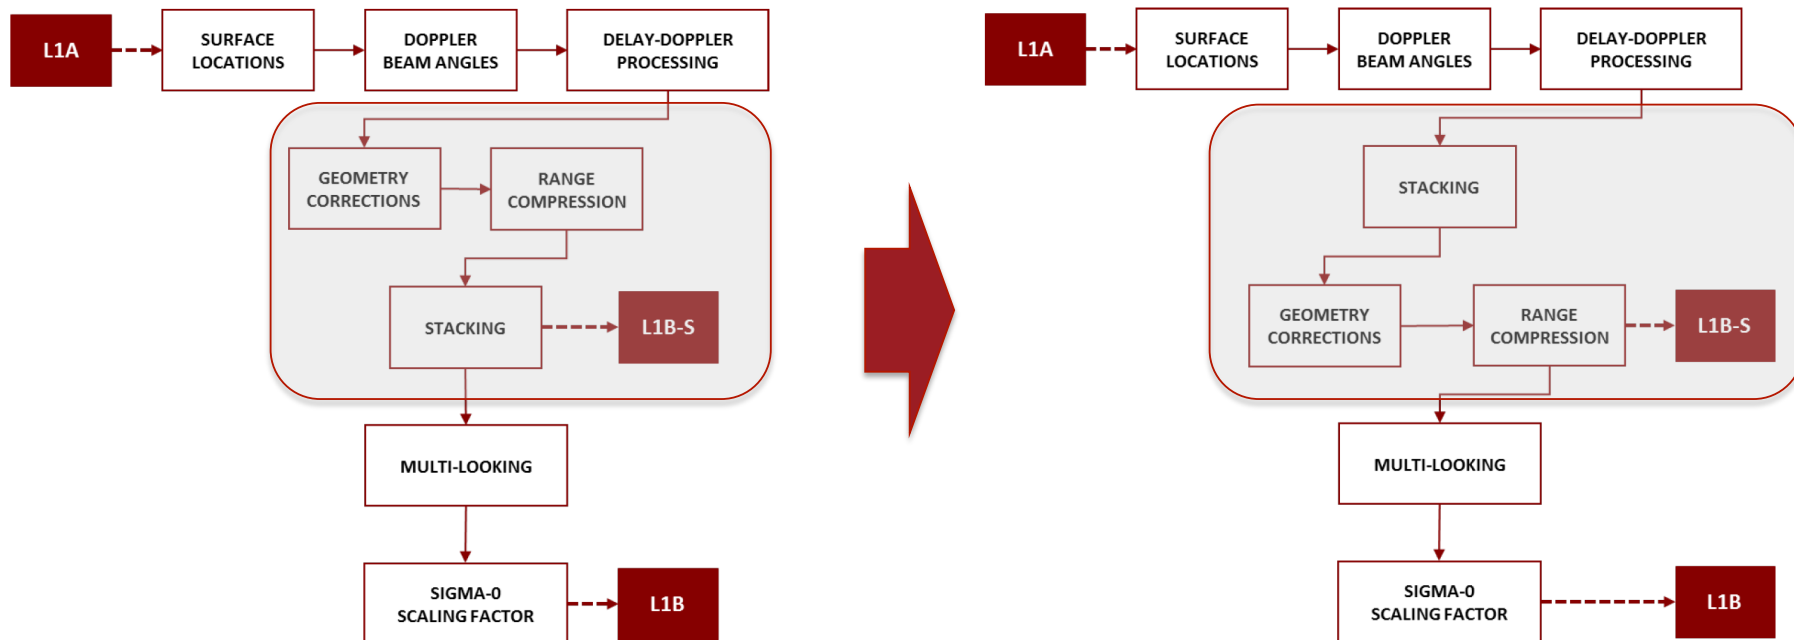 L1A
SURFACE
LOCATIONS
DOPPLER
BEAM ANGLES
DELAY-DOPPLER
PROCESSING
GEOMETRY
CORRECTIONS
RANGE
COMPRESSION
STACKING
L1B-S
MULTI-LOOKING
SIGMA-0
SCALING FACTOR
L1B
L1A
SURFACE
LOCATIONS
DOPPLER
BEAM ANGLES
DELAY-DOPPLER
PROCESSING
STACKING
GEOMETRY
CORRECTIONS
RANGE
COMPRESSION
L1B-S
MULTI-LOOKING
SIGMA-0
SCALING FACTOR
L1B